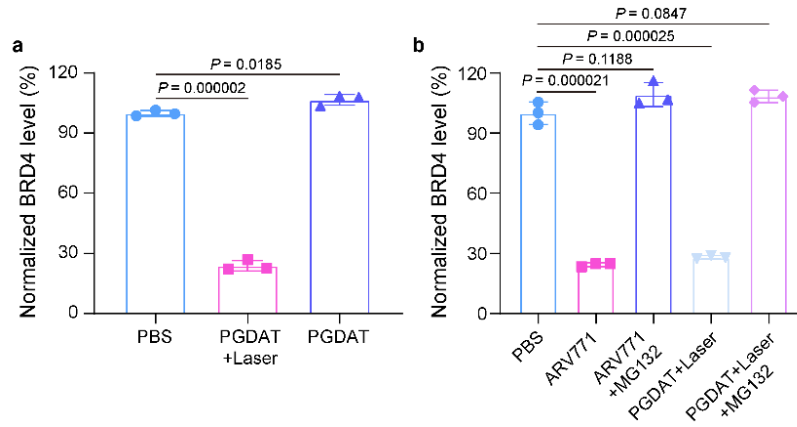 a
P = 0.0185
P = 0.000002
Normalized BRD4 level (%)
120
90
60
30
0
PBS
PGDAT
+Laser
PGDAT
b
P = 0.0847
P = 0.000025
P = 0.1188
P = 0.000021
Normalized BRD4 level (%)
120
90
60
30
0
PBS
ARV771
ARV771
+MG132
PGDAT+Laser
PGDAT+Laser
+MG132